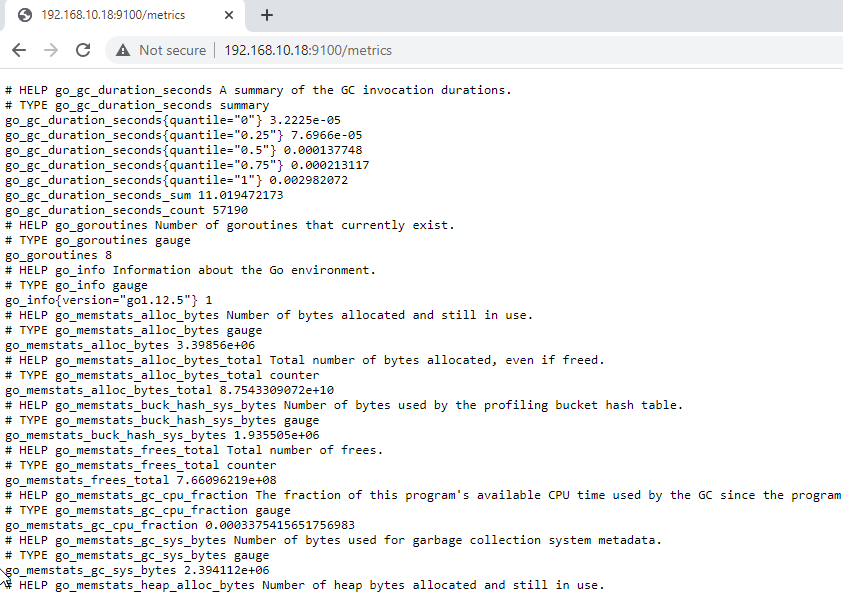 192.168.10.18:9100/metrics
Not secure | 192.168.10.18:9100/metrics
# HELP go_gc_duration_seconds A summary of the GC invocation durations.
# TYPE go_gc_duration_seconds summary
go_gc_duration_seconds{quantile="0"} 3.2225e-05
go_gc_duration_seconds{quantile="0.25"} 7.6966e-05
go_gc_duration_seconds{quantile="0.5"} 0.000137748
go_gc_duration_seconds{quantile="0.75"} 0.000213117
go_gc_duration_seconds{quantile="1"} 0.002982072
go_gc_duration_seconds_sum 11.019472173
go_gc_duration_seconds_count 57190
# HELP go_goroutines Number of goroutines that currently exist.
# TYPE go_goroutines gauge
go_goroutines 8
# HELP go_info Information about the Go environment.
# TYPE go_info gauge
go_info{version="go1.12.5"} 1
# HELP go_memstats_alloc_bytes Number of bytes allocated and still in use.
# TYPE go_memstats_alloc_bytes gauge
go_memstats_alloc_bytes 3.39856e+06
# HELP go_memstats_alloc_bytes_total Total number of bytes allocated, even if freed.
# TYPE go_memstats_alloc_bytes_total counter
go_memstats_alloc_bytes_total 8.7543309072e+10
# HELP go_memstats_buck_hash_sys_bytes Number of bytes used by the profiling bucket hash table.
# TYPE go_memstats_buck_hash_sys_bytes gauge
go_memstats_buck_hash_sys_bytes 1.935505e+06
# HELP go_memstats_frees_total Total number of frees.
# TYPE go_memstats_frees_total counter
go_memstats_frees_total 7.66096219e+08
# HELP go_memstats_gc_cpu_fraction The fraction of this program's available CPU time used by the GC since the program
# TYPE go_memstats_gc_cpu_fraction gauge
go_memstats_gc_cpu_fraction 0.0003375415651756983
# HELP go_memstats_gc_sys_bytes Number of bytes used for garbage collection system metadata.
# TYPE go_memstats_gc_sys_bytes gauge
go_memstats_gc_sys_bytes 2.394112e+06
# HELP go_memstats_heap_alloc_bytes Number of heap bytes allocated and still in use.